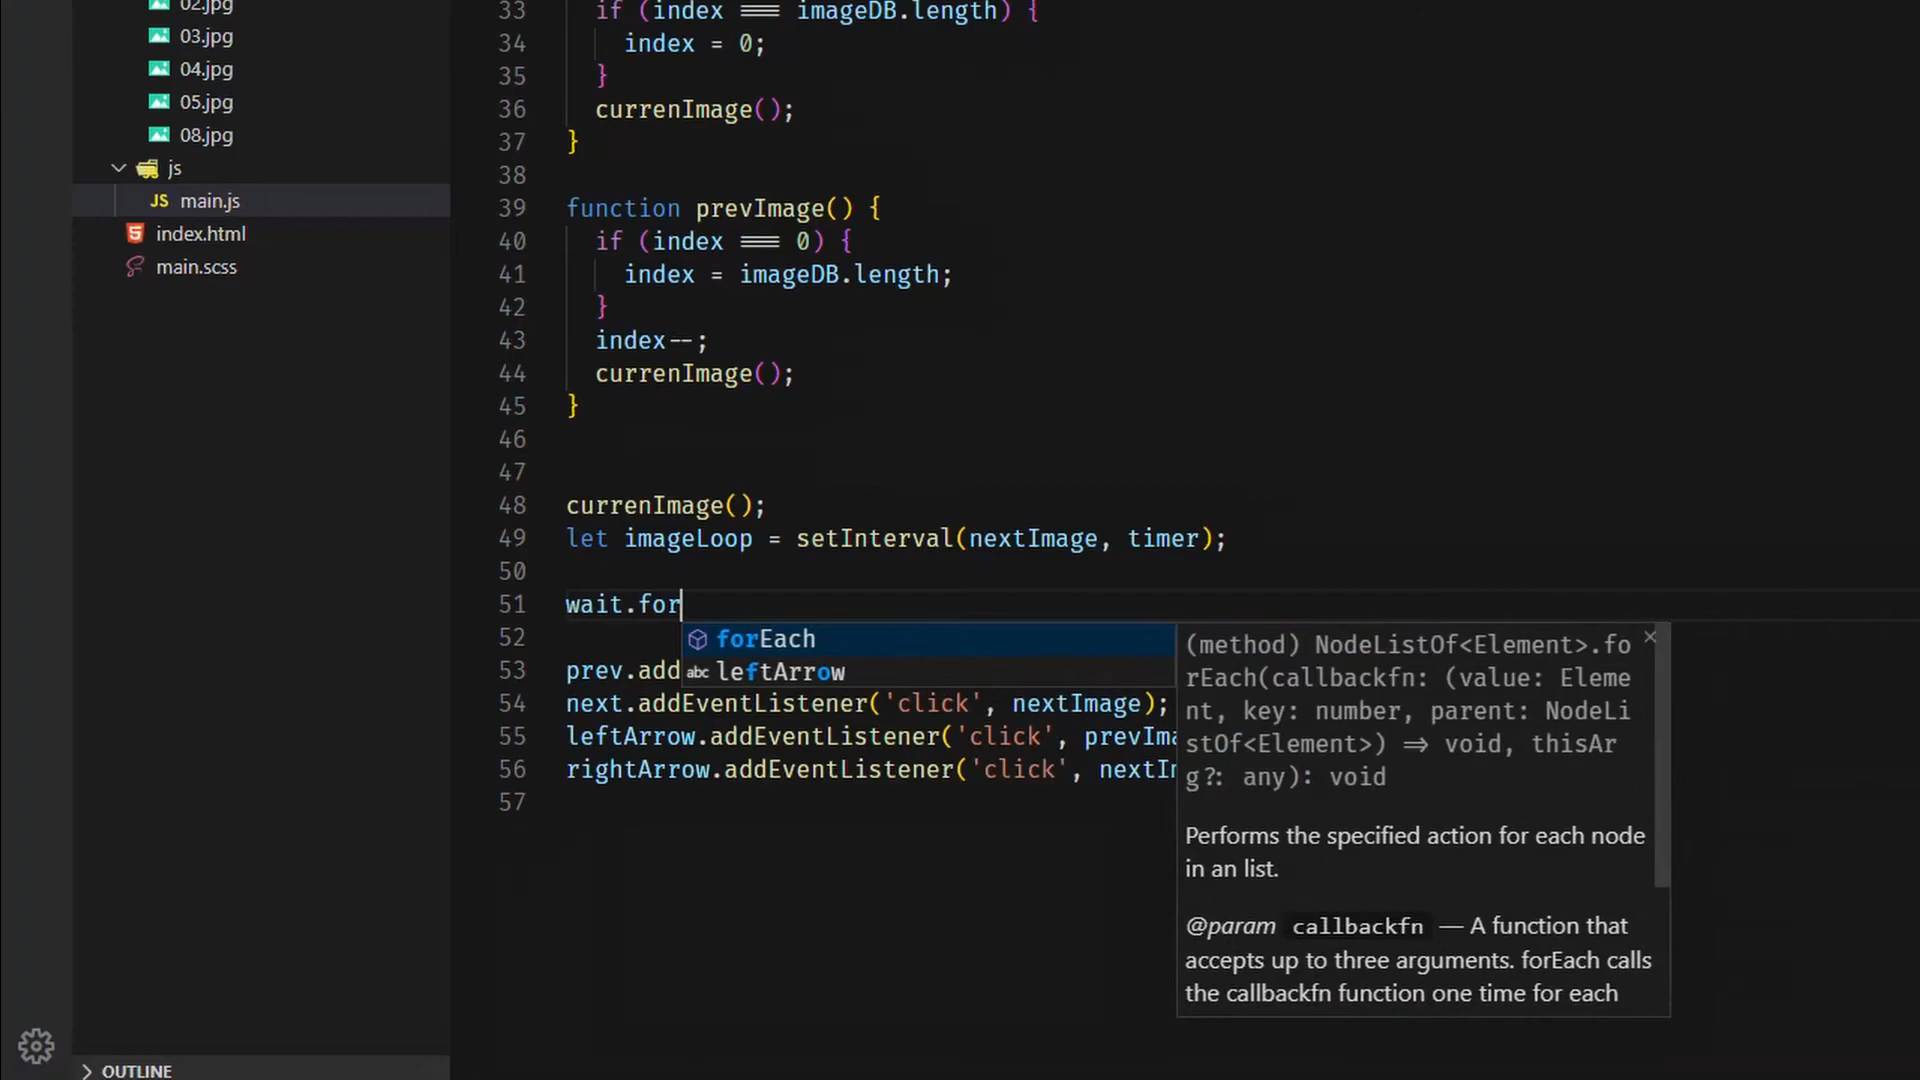 02.jpg
03.jpg
04.jpg
05.jpg
08.jpg
js
JS main.js
index.html
main.scss
OUTLINE
33 if (index === imageDB.length) {
34 index = 0;
35 }
36 currenImage();
37 }
38
39 function prevImage() {
40 if (index === 0) {
41 index = imageDB.length;
42 }
43 index--;
44 currenImage();
45 }
46
47
48 currenImage();
49 let imageLoop = setInterval(nextImage, timer);
50
51 wait.for
52
53 prev.add
54 next.addEventListener('click', nextImage);
55 leftArrow.addEventListener('click', prevIma
56 rightArrow.addEventListener('click', nextIm
57
forEach
abc leftArrow
(method) NodeListOf<Element>.fo
rEach(callbackfn: (value: Eleme
nt, key: number, parent: NodeLi
stOf<Element>) => void, thisAr
g?: any): void
Performs the specified action for each node
in an list.
@param callbackfn — A function that
accepts up to three arguments. forEach calls
the callbackfn function one time for each